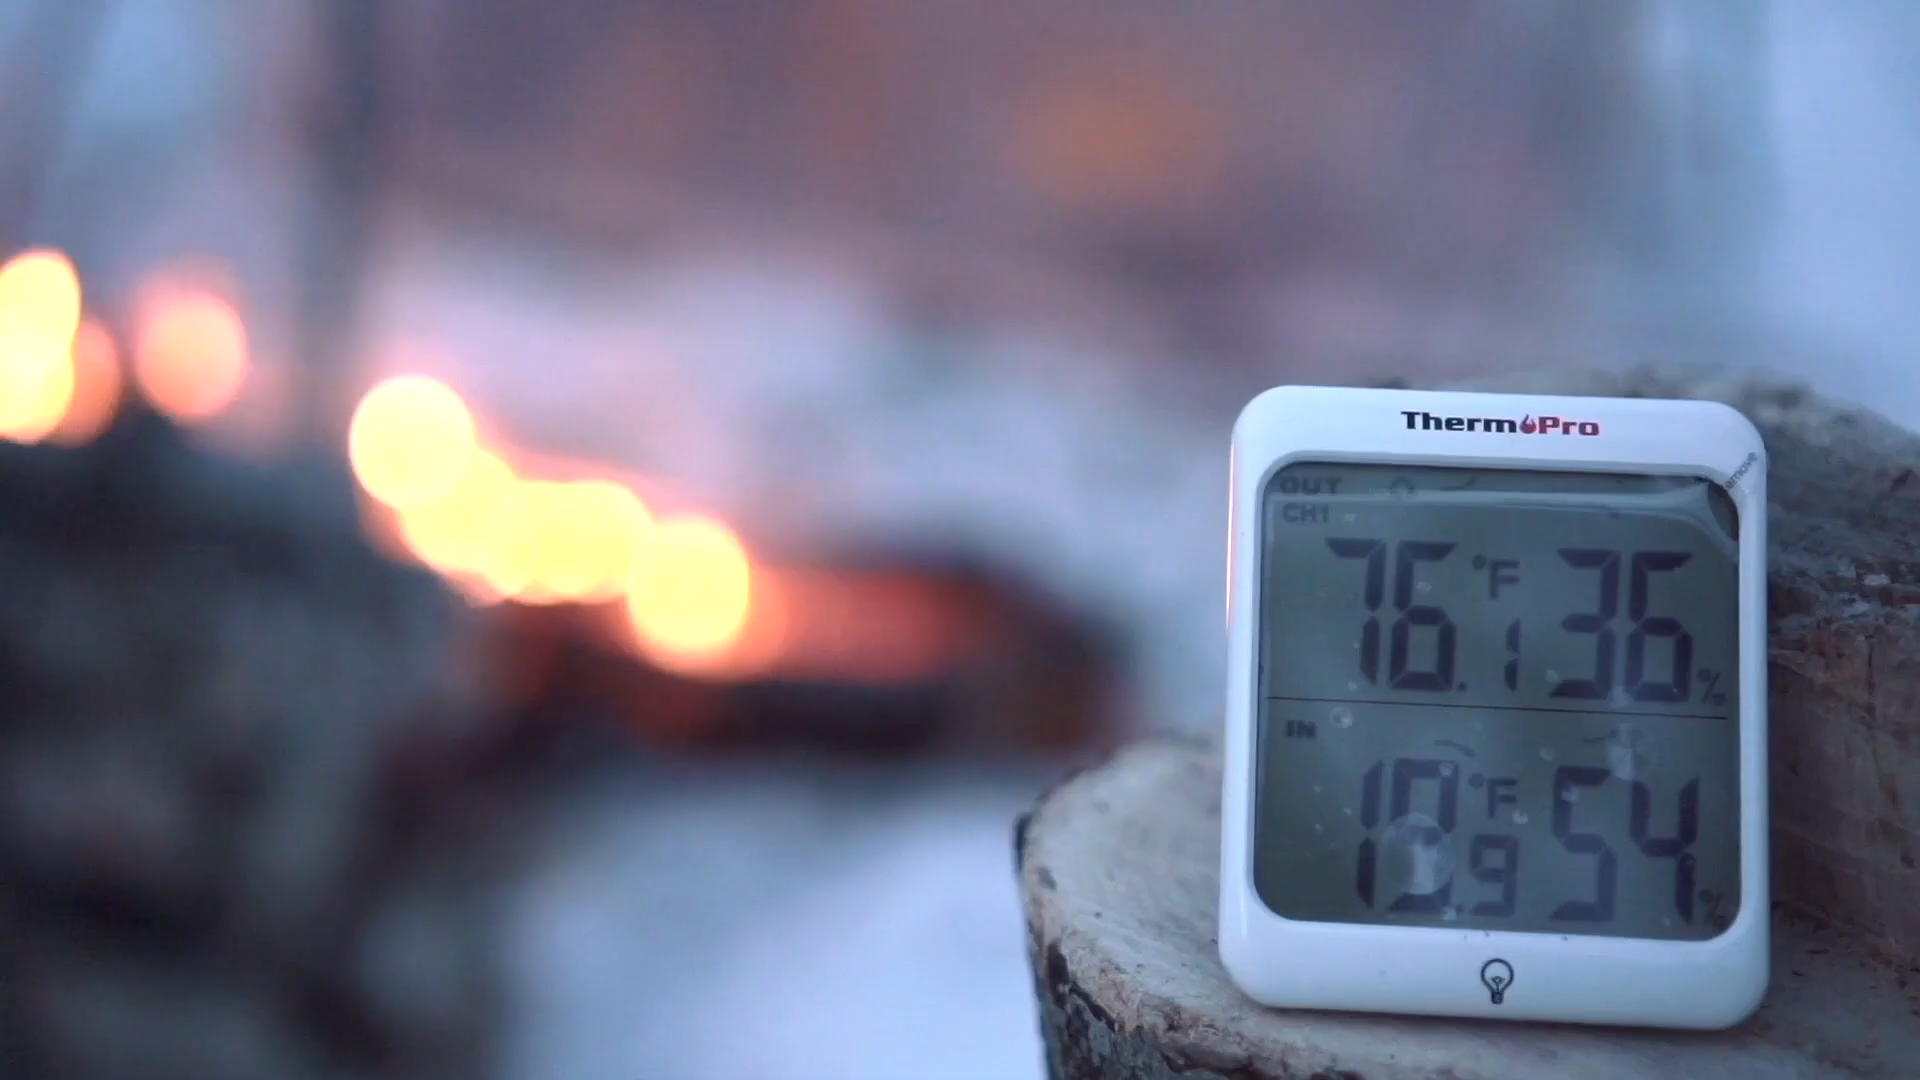 ThermoPro
OUT
CH1
76.1 °F 36 %
IN
19.9 °F 54 %